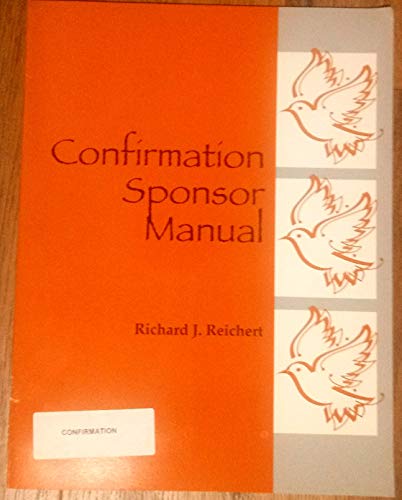 Confirmation
Sponsor
Manual
Richard J. Reichert
CONFIRMATION